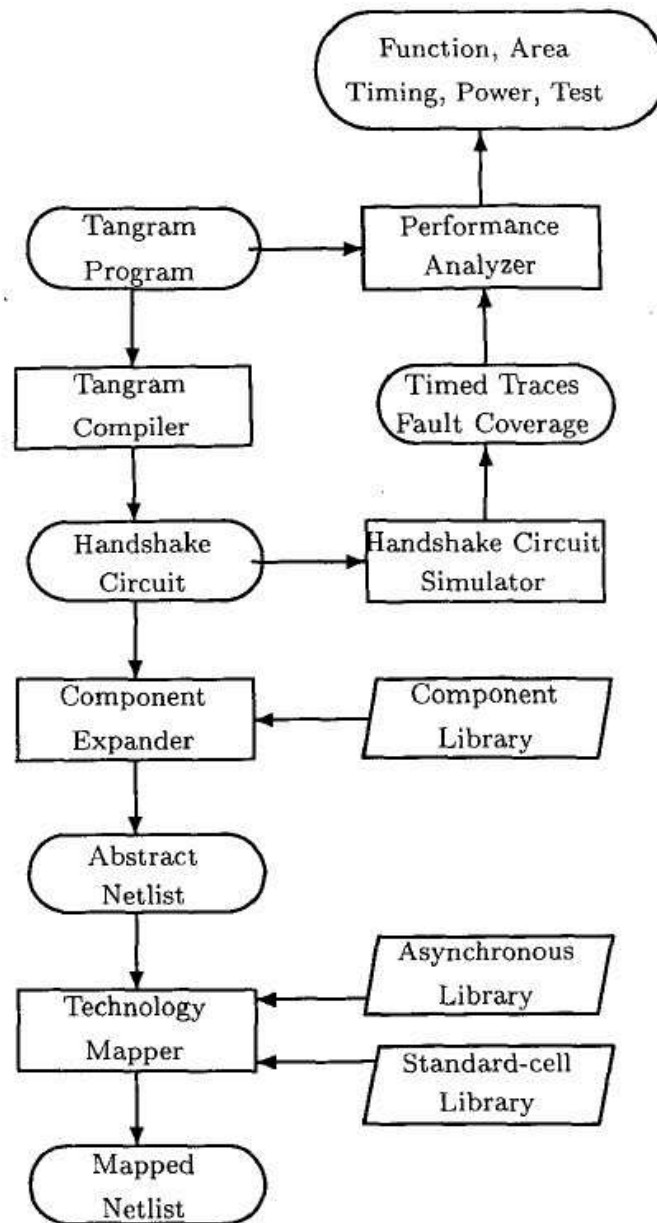 Function, Area
Timing, Power, Test
Tangram
Program
Performance
Analyzer
Tangram
Compiler
Timed Traces
Fault Coverage
Handshake
Circuit
Handshake Circuit
Simulator
Component
Expander
Component
Library
Abstract
Netlist
Asynchronous
Library
Technology
Mapper
Standard-cell
Library
Mapped
Netlist